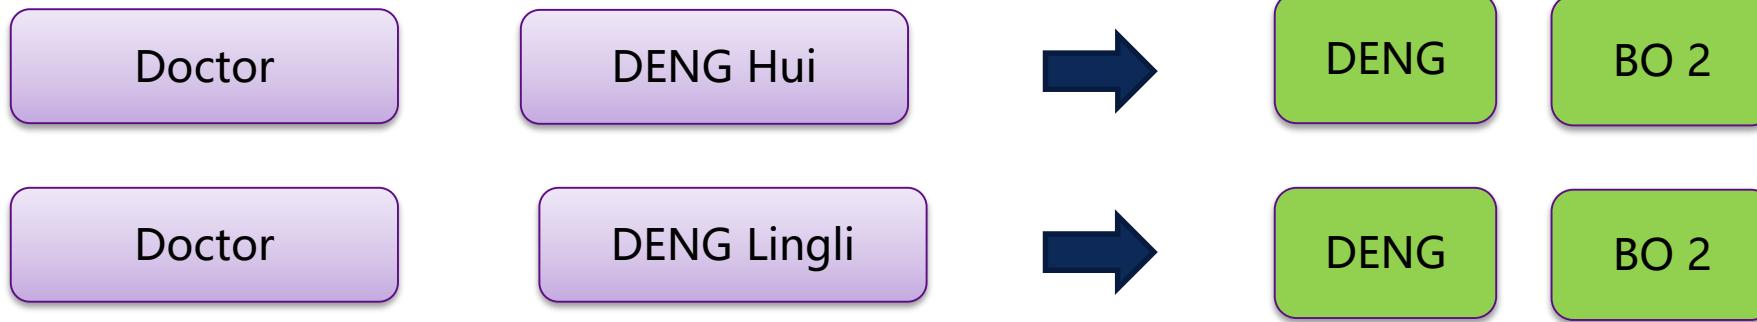 Doctor DENG Hui DENG BO 2
Doctor DENG Lingli DENG BO 2